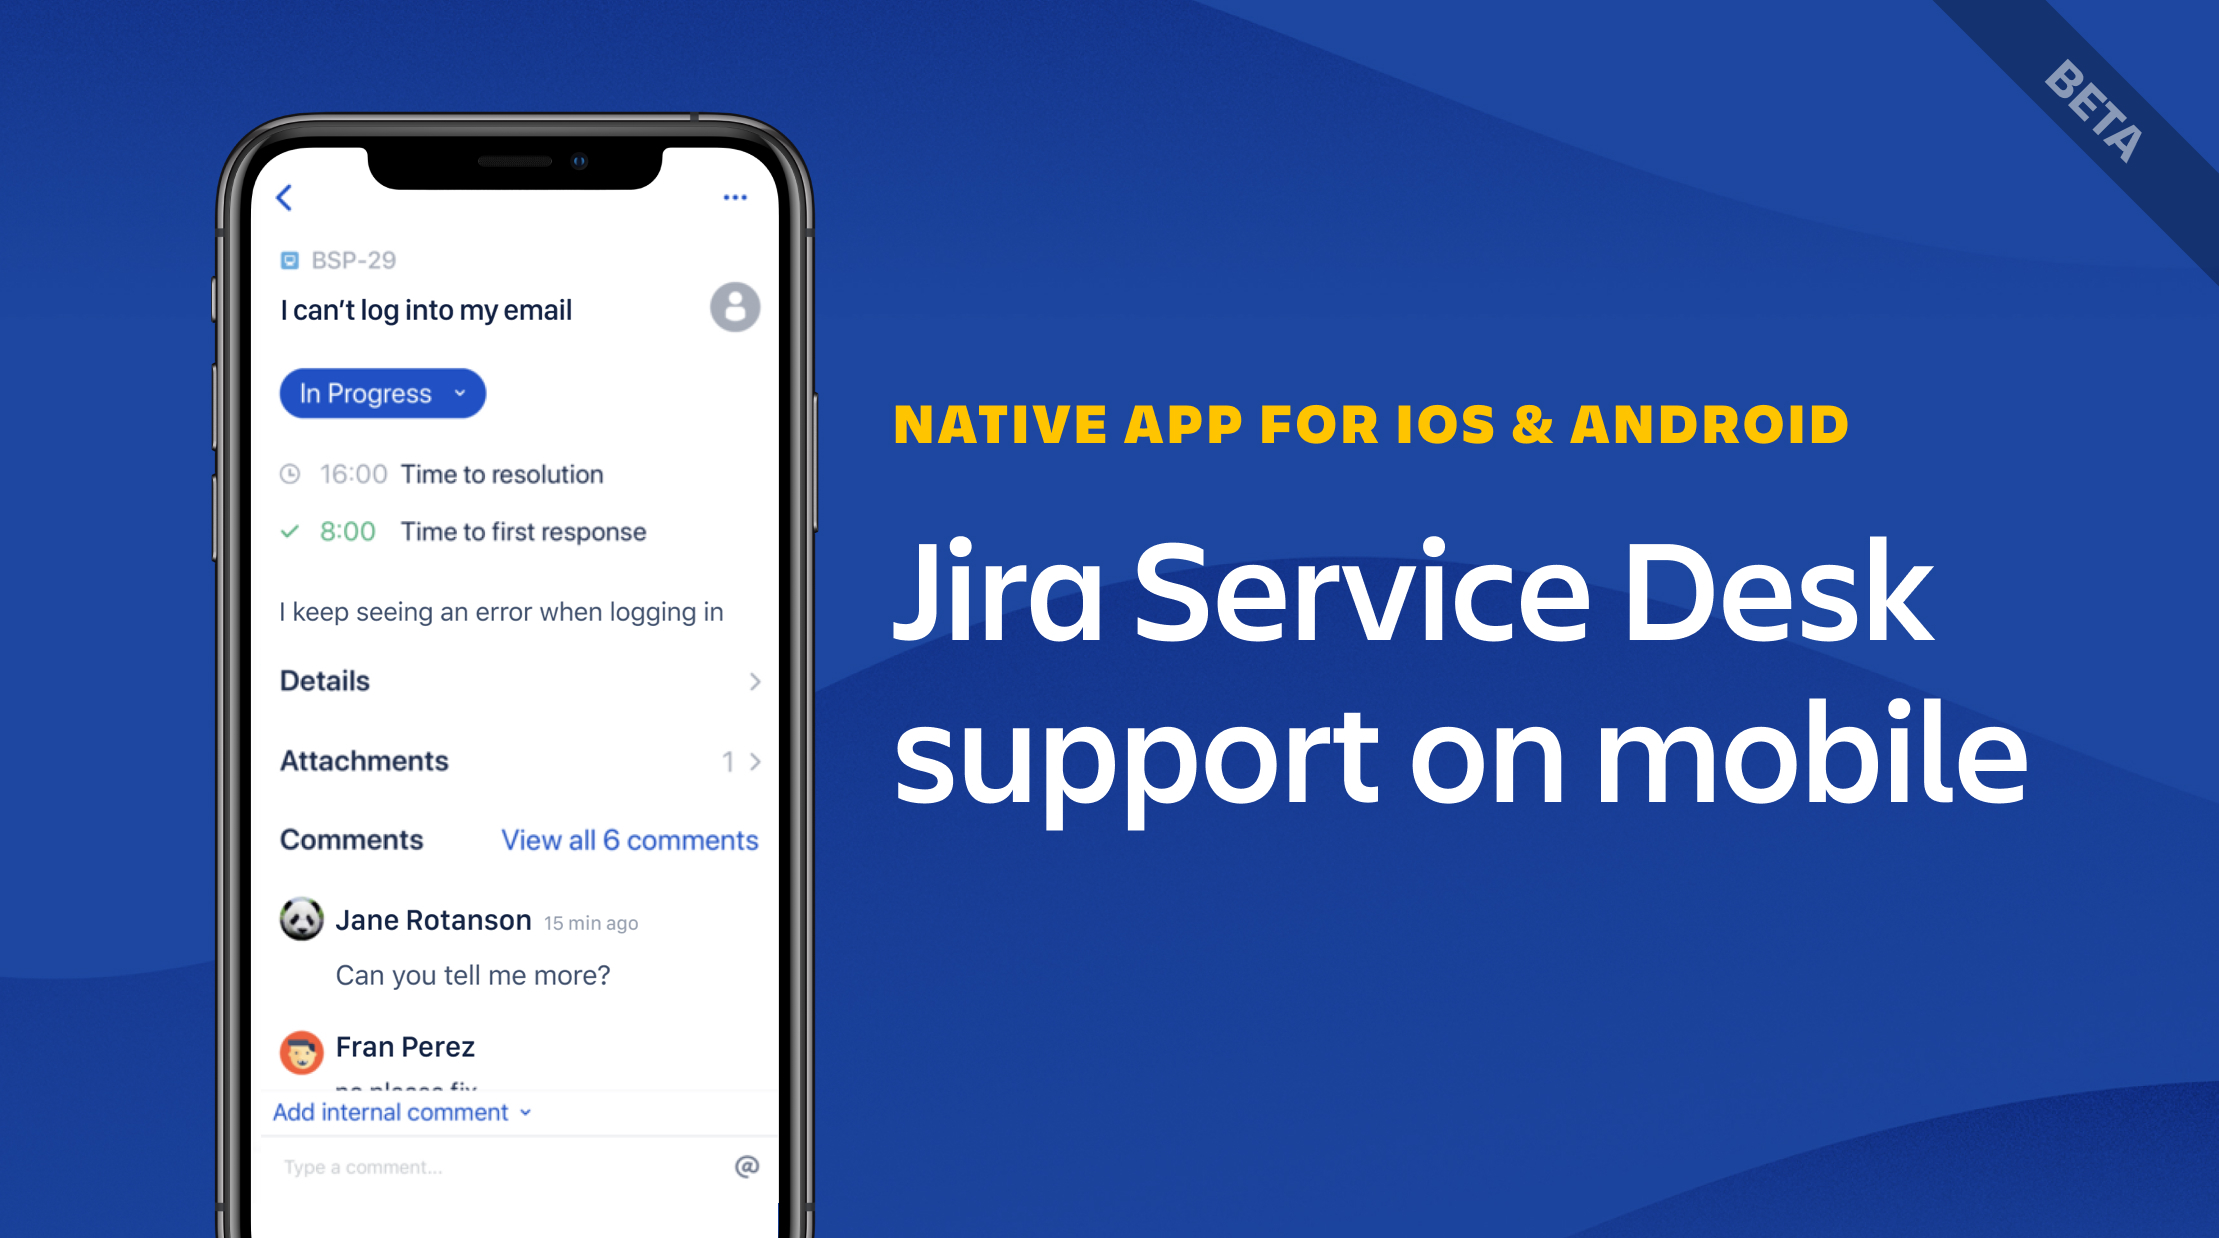 BETA
BSP-29
I can't log into my email
In Progress
16:00 Time to resolution
8:00 Time to first response
I keep seeing an error when logging in
Details
Attachments 1
Comments View all 6 comments
Jane Rotanson 15 min ago
Can you tell me more?
Fran Perez
no please fix
Add internal comment
Type a comment...
@
NATIVE APP FOR IOS & ANDROID
Jira Service Desk
support on mobile